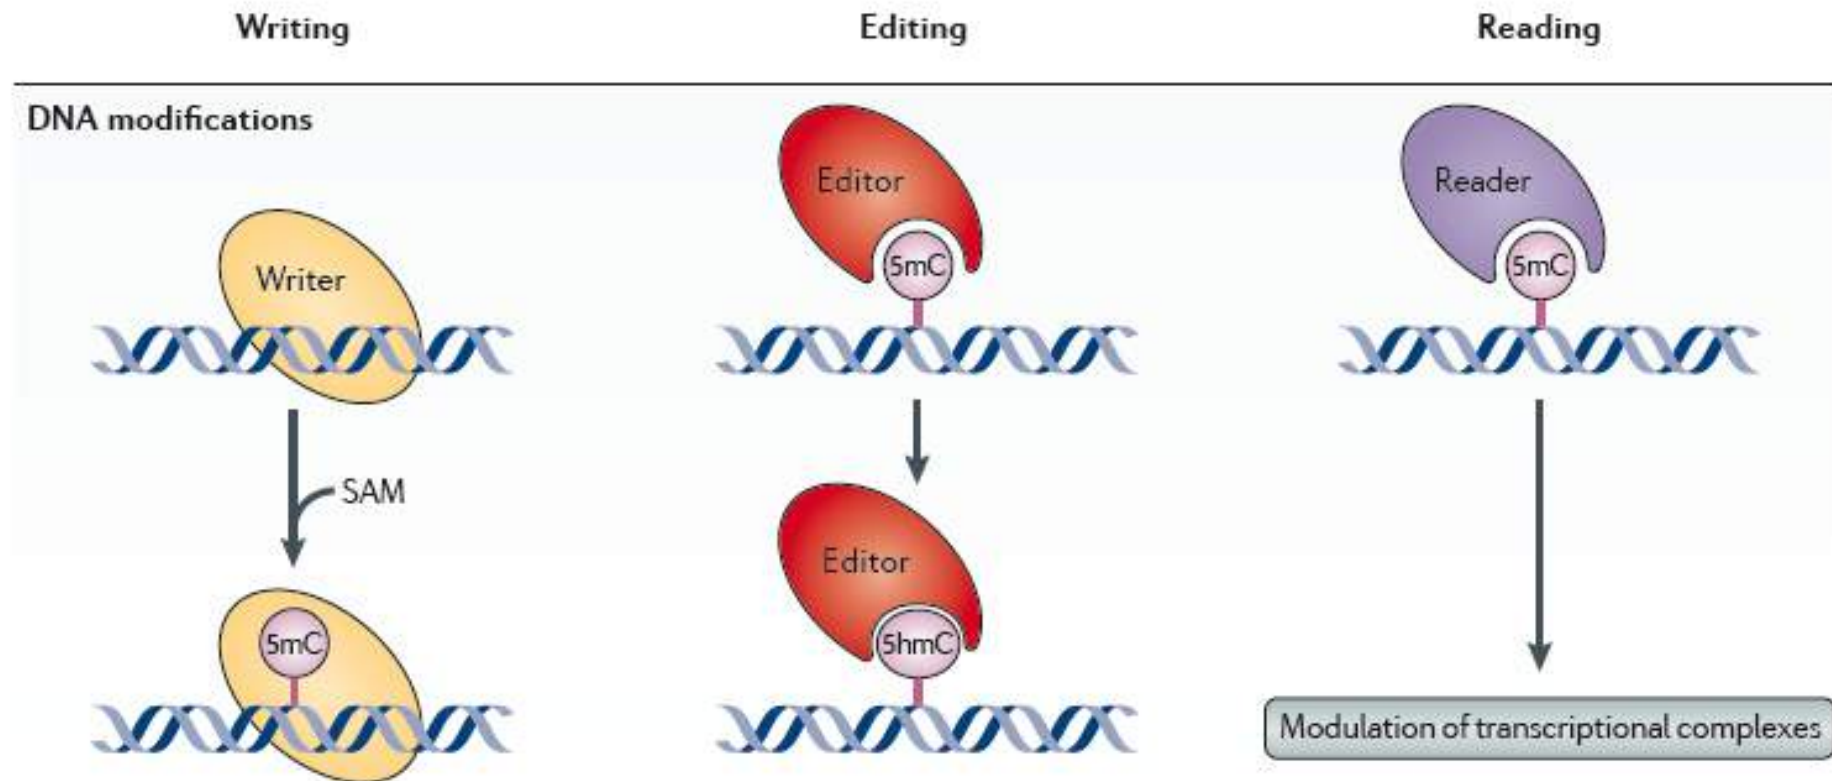 Writing
Editing
Reading
DNA modifications
Editor
Reader
5mC
5mC
Writer
SAM
Editor
5mC
5hmC
Modulation of transcriptional complexes